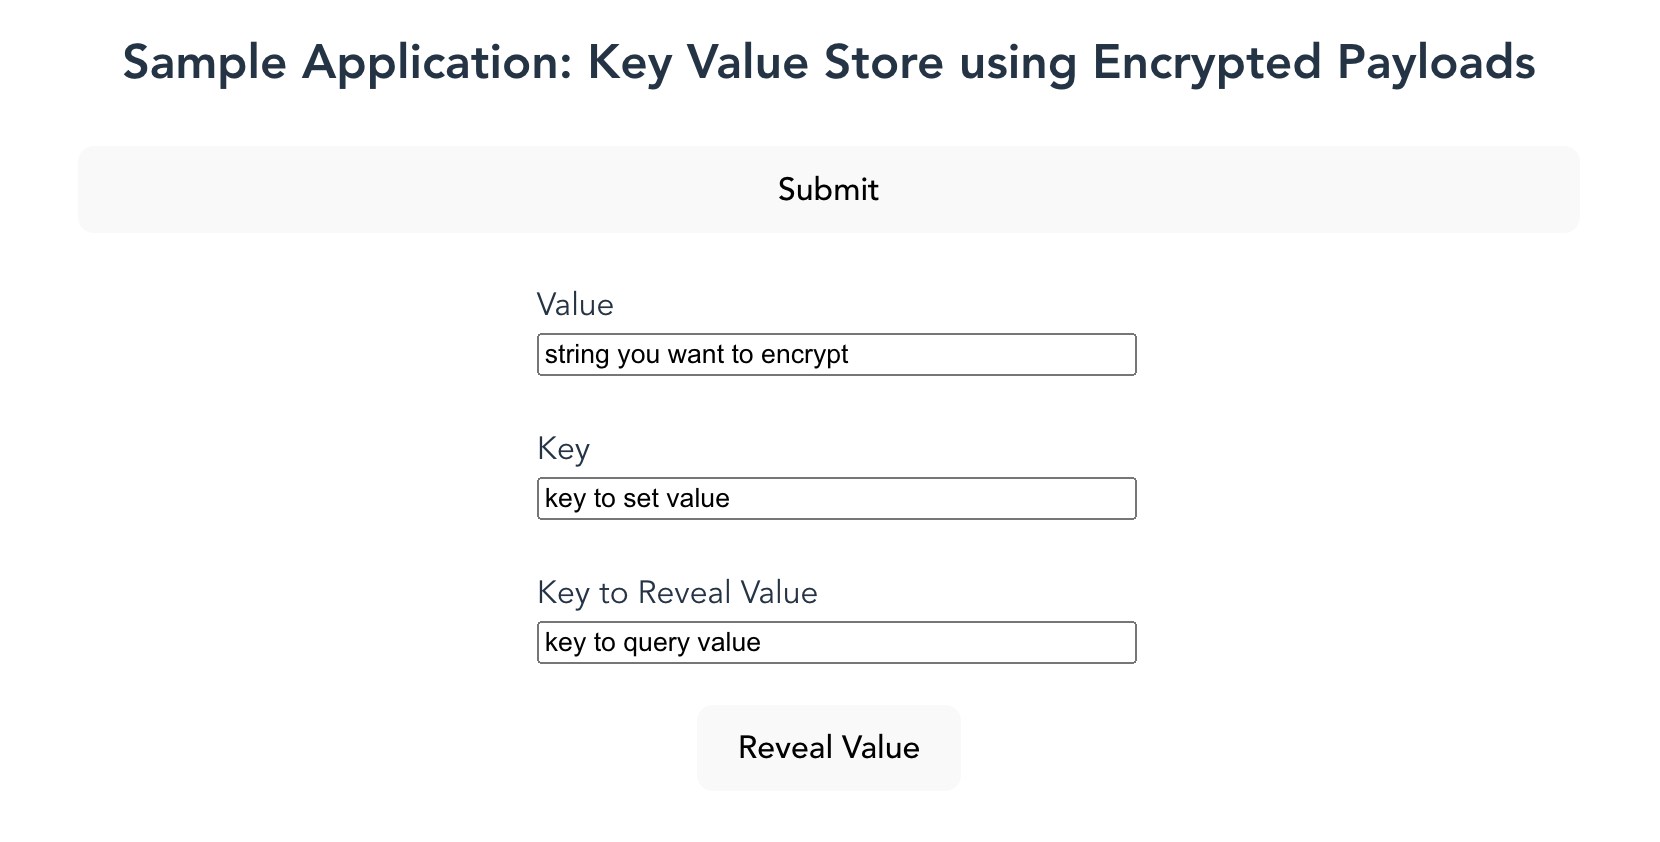 Sample Application: Key Value Store using Encrypted Payloads
Submit
Value
string you want to encrypt
Key
key to set value
Key to Reveal Value
key to query value
Reveal Value